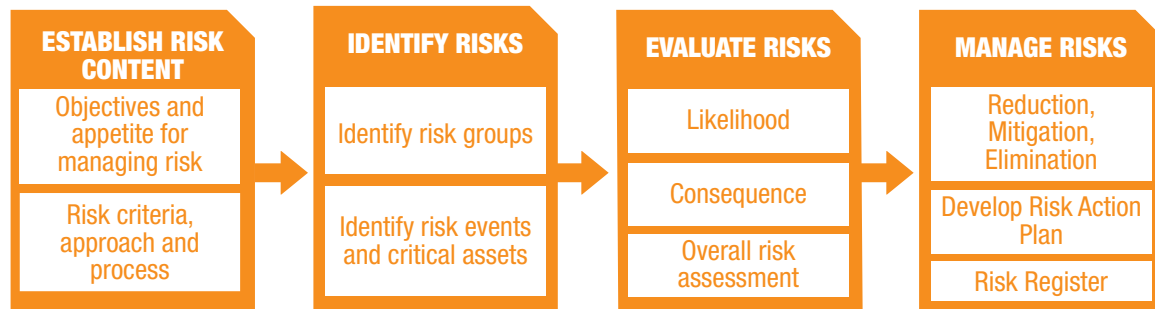 ESTABLISH RISK
CONTENT
Objectives and
appetite for
managing risk
Risk criteria,
approach and
process
IDENTIFY RISKS
Identify risk groups
Identify risk events
and critical assets
EVALUATE RISKS
Likelihood
Consequence
Overall risk
assessment
MANAGE RISKS
Reduction,
Mitigation,
Elimination
Develop Risk Action
Plan
Risk Register